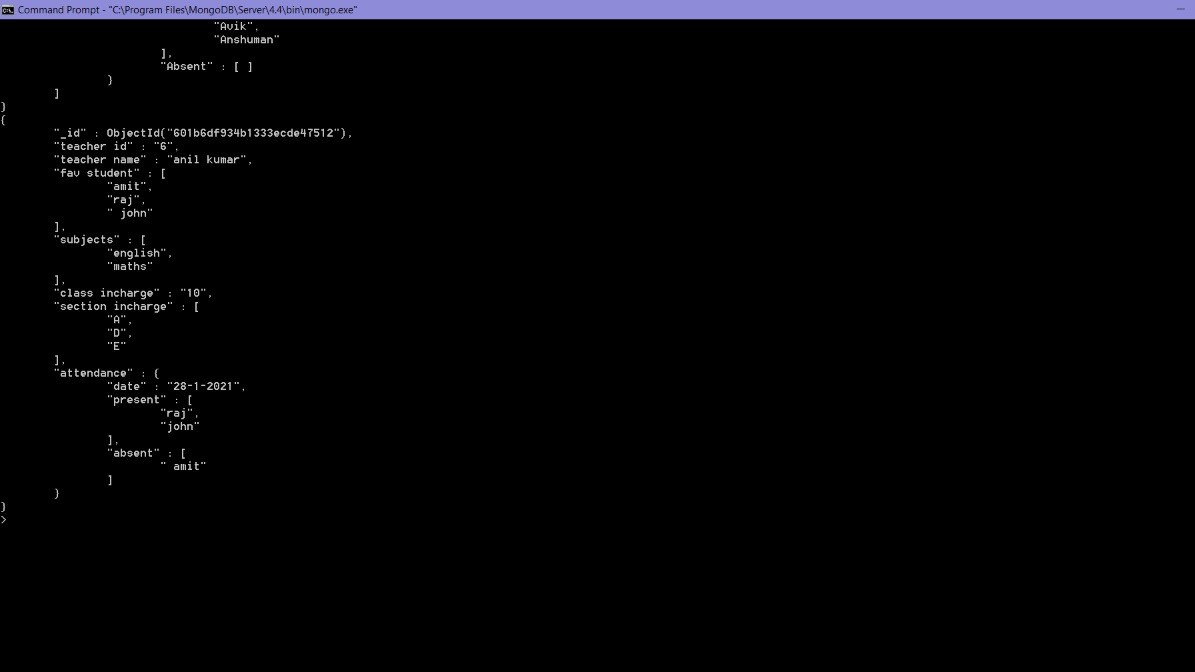 Command Prompt - "C:\Program Files\MongoDB\Server\4.4\bin\mongo.exe"
"Avik",
"Anshuman"
],
"Absent" : [ ]
}
]
}
{
"_id" : ObjectId("601b6df934b1333ecde47512"),
"teacher id" : "6",
"teacher name" : "anil kumar",
"fav student" : [
"amit",
"raj",
" john"
],
"subjects" : [
"english",
"maths"
],
"class incharge" : "10",
"section incharge" : [
"A",
"D",
"E"
],
"attendance" : {
"date" : "28-1-2021",
"present" : [
"raj",
"john"
],
"absent" : [
" amit"
]
}
}
>